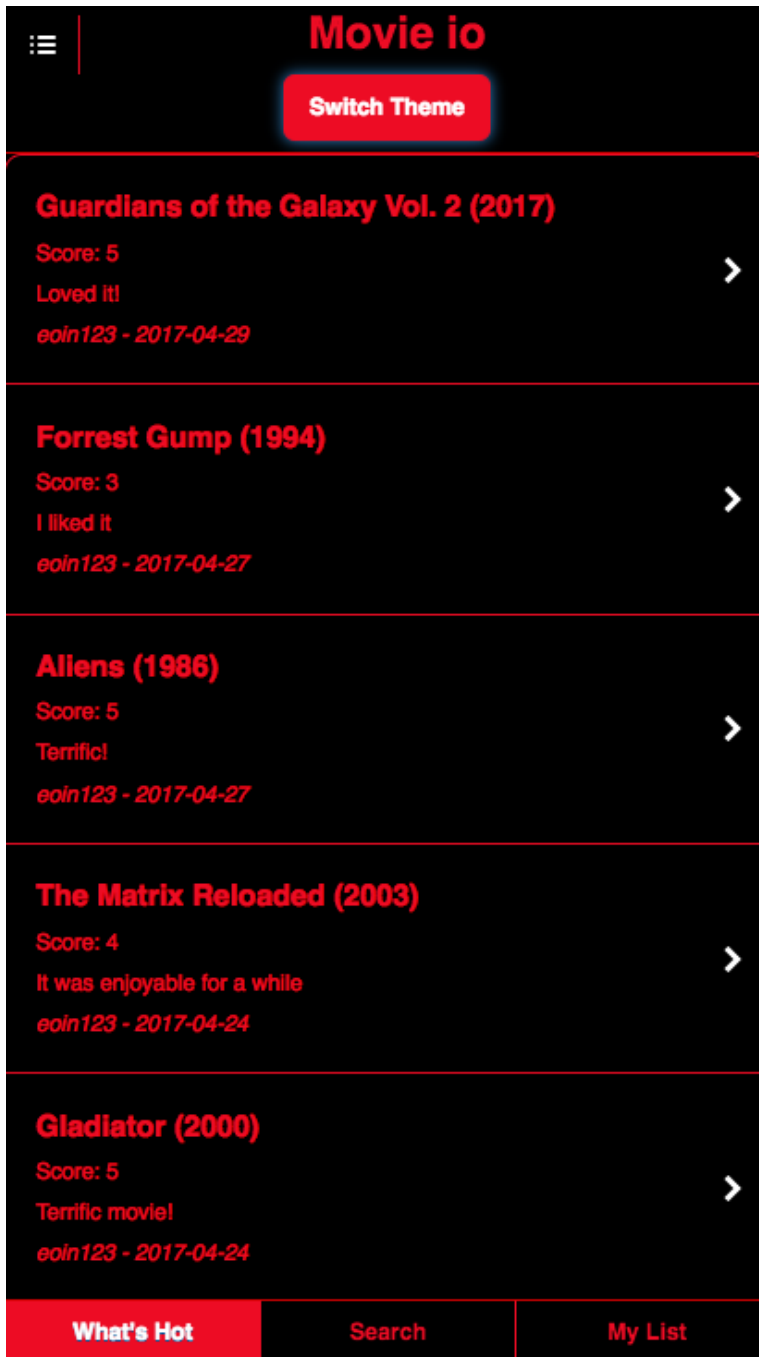 Movie io
Switch Theme
Guardians of the Galaxy Vol. 2 (2017)
Score: 5
Loved it!
eoin123 - 2017-04-29
Forrest Gump (1994)
Score: 3
I liked it
eoin123 - 2017-04-27
Aliens (1986)
Score: 5
Terrific!
eoin123 - 2017-04-27
The Matrix Reloaded (2003)
Score: 4
It was enjoyable for a while
eoin123 - 2017-04-24
Gladiator (2000)
Score: 5
Terrific movie!
eoin123 - 2017-04-24
What's Hot Search My List